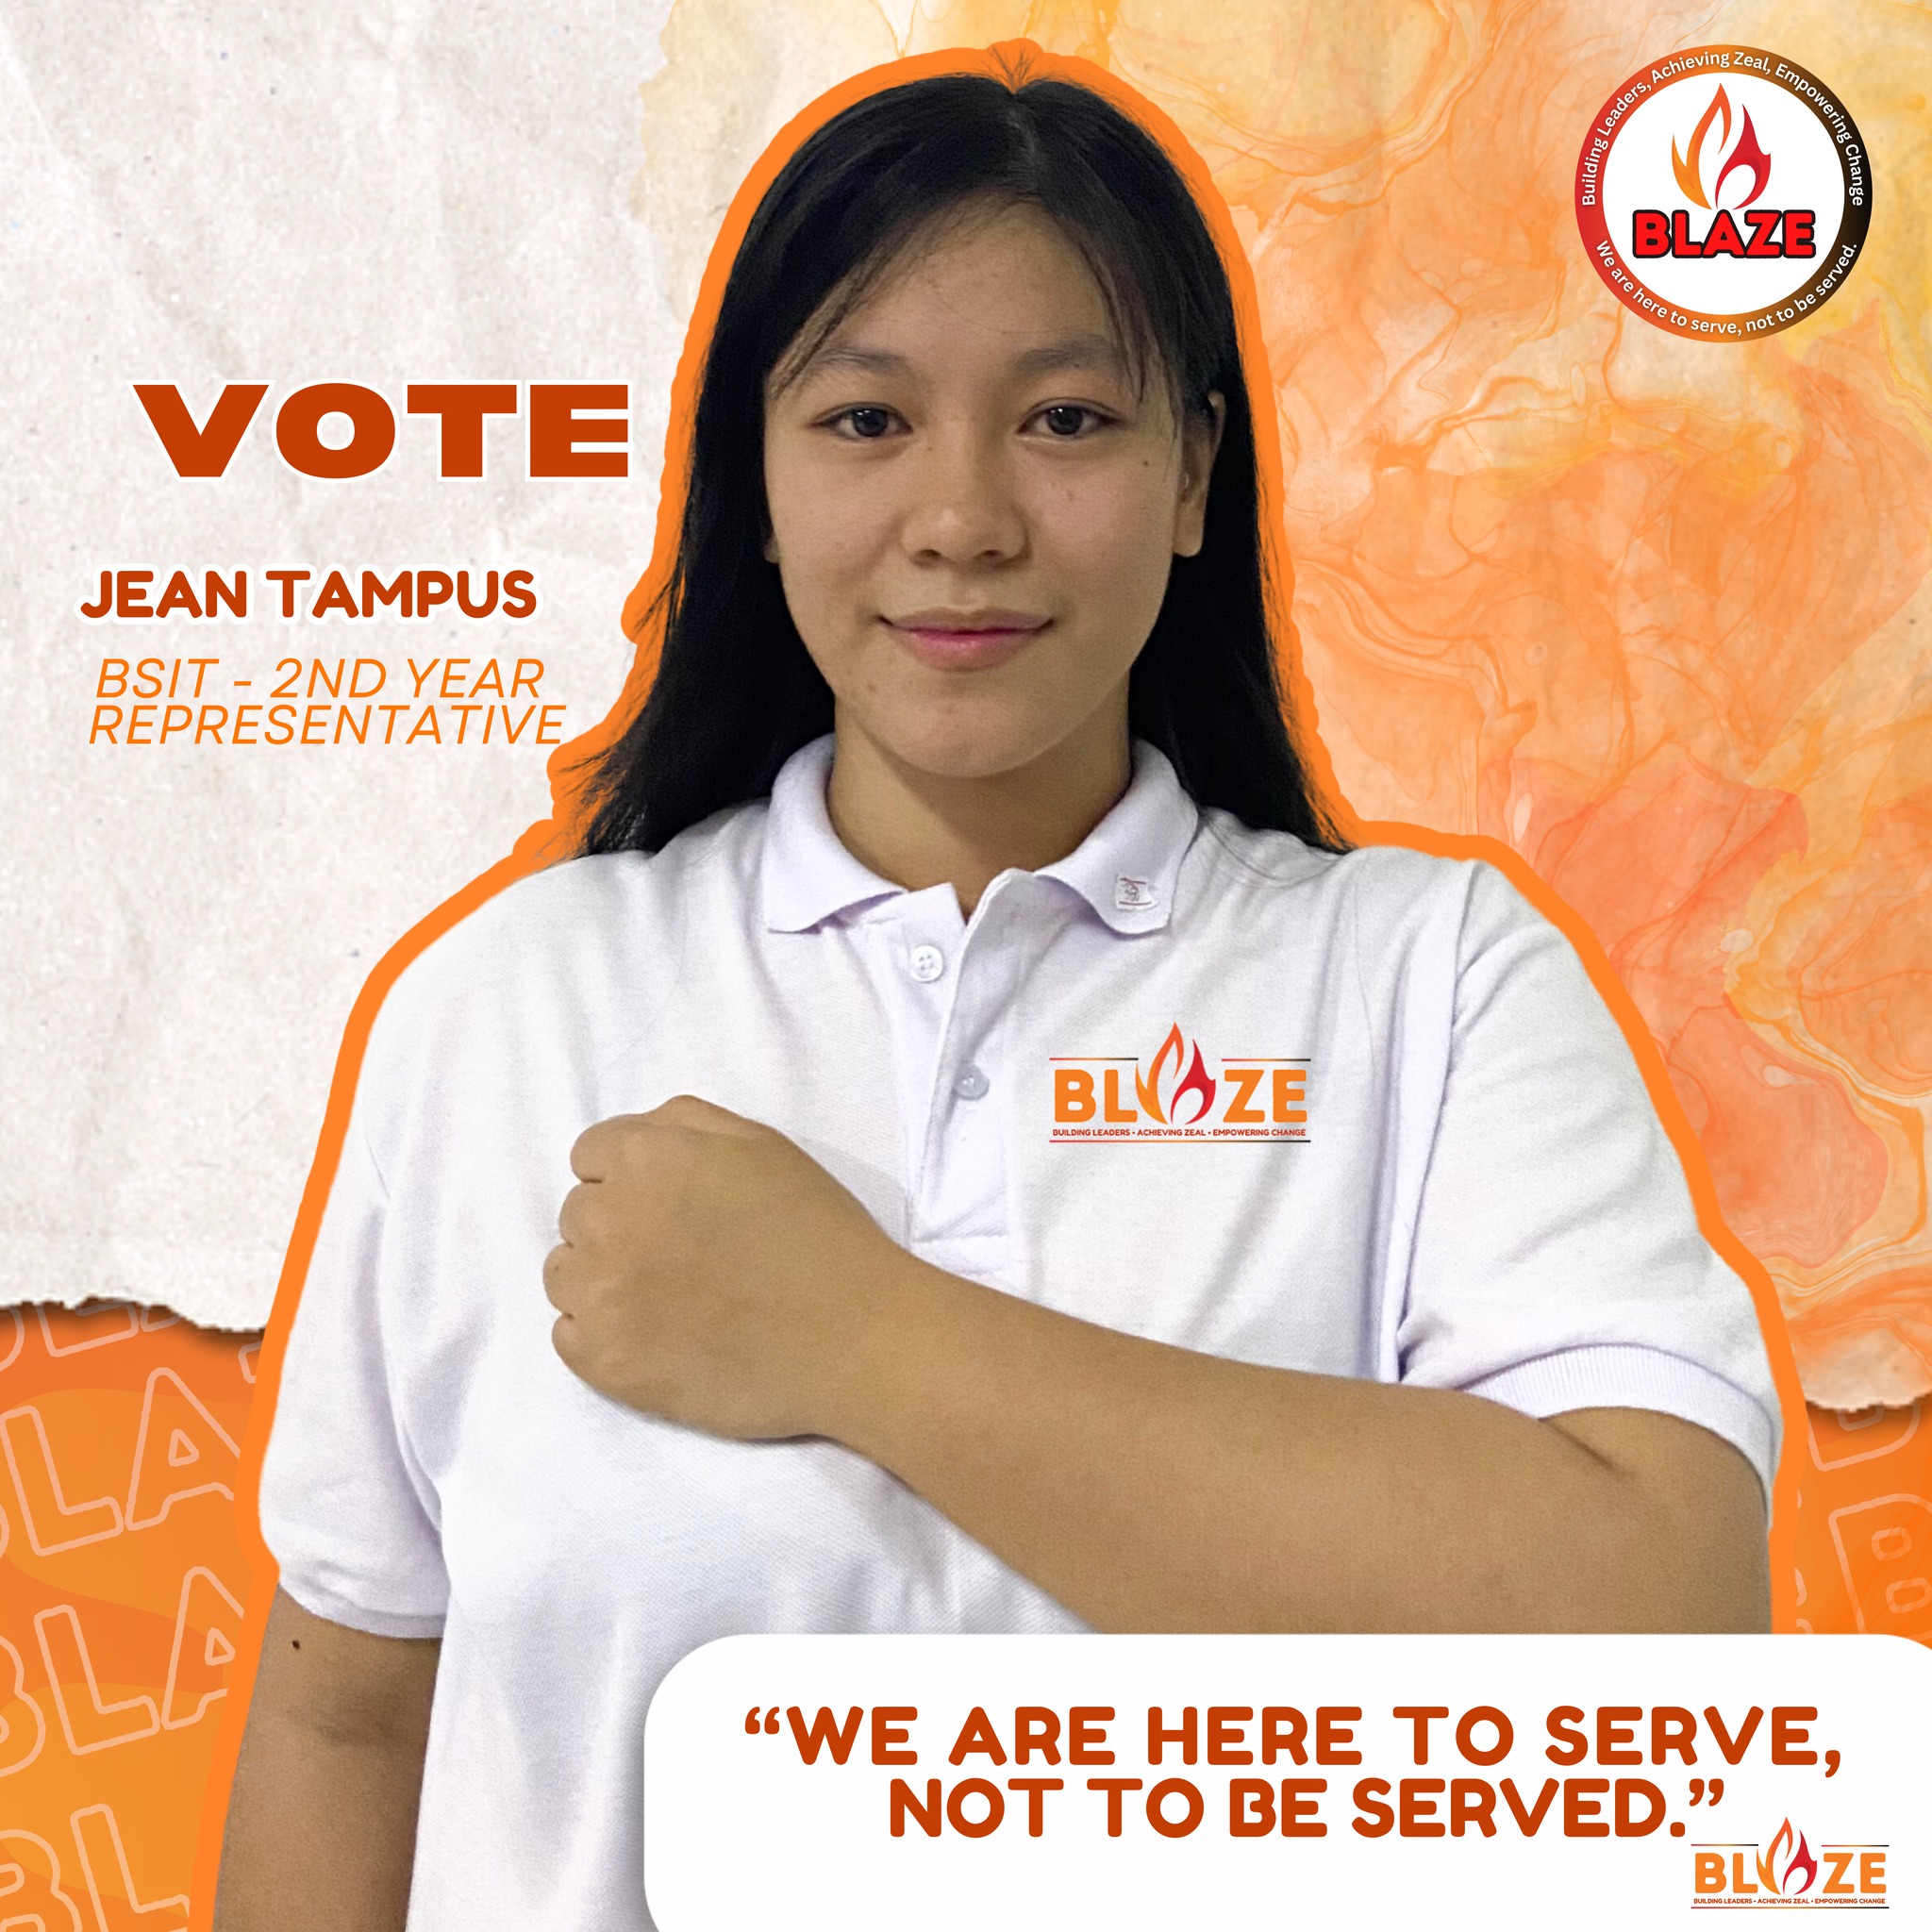 Building Leaders, Achieving Zeal, Empowering Change
BLAZE
We are here to serve, not to be served.
VOTE
JEAN TAMPUS
BSIT - 2ND YEAR
REPRESENTATIVE
BLAZE
BUILDING LEADERS • ACHIEVING ZEAL • EMPOWERING CHANGE
“WE ARE HERE TO SERVE,
NOT TO BE SERVED.”
BLAZE
BUILDING LEADERS • ACHIEVING ZEAL • EMPOWERING CHANGE